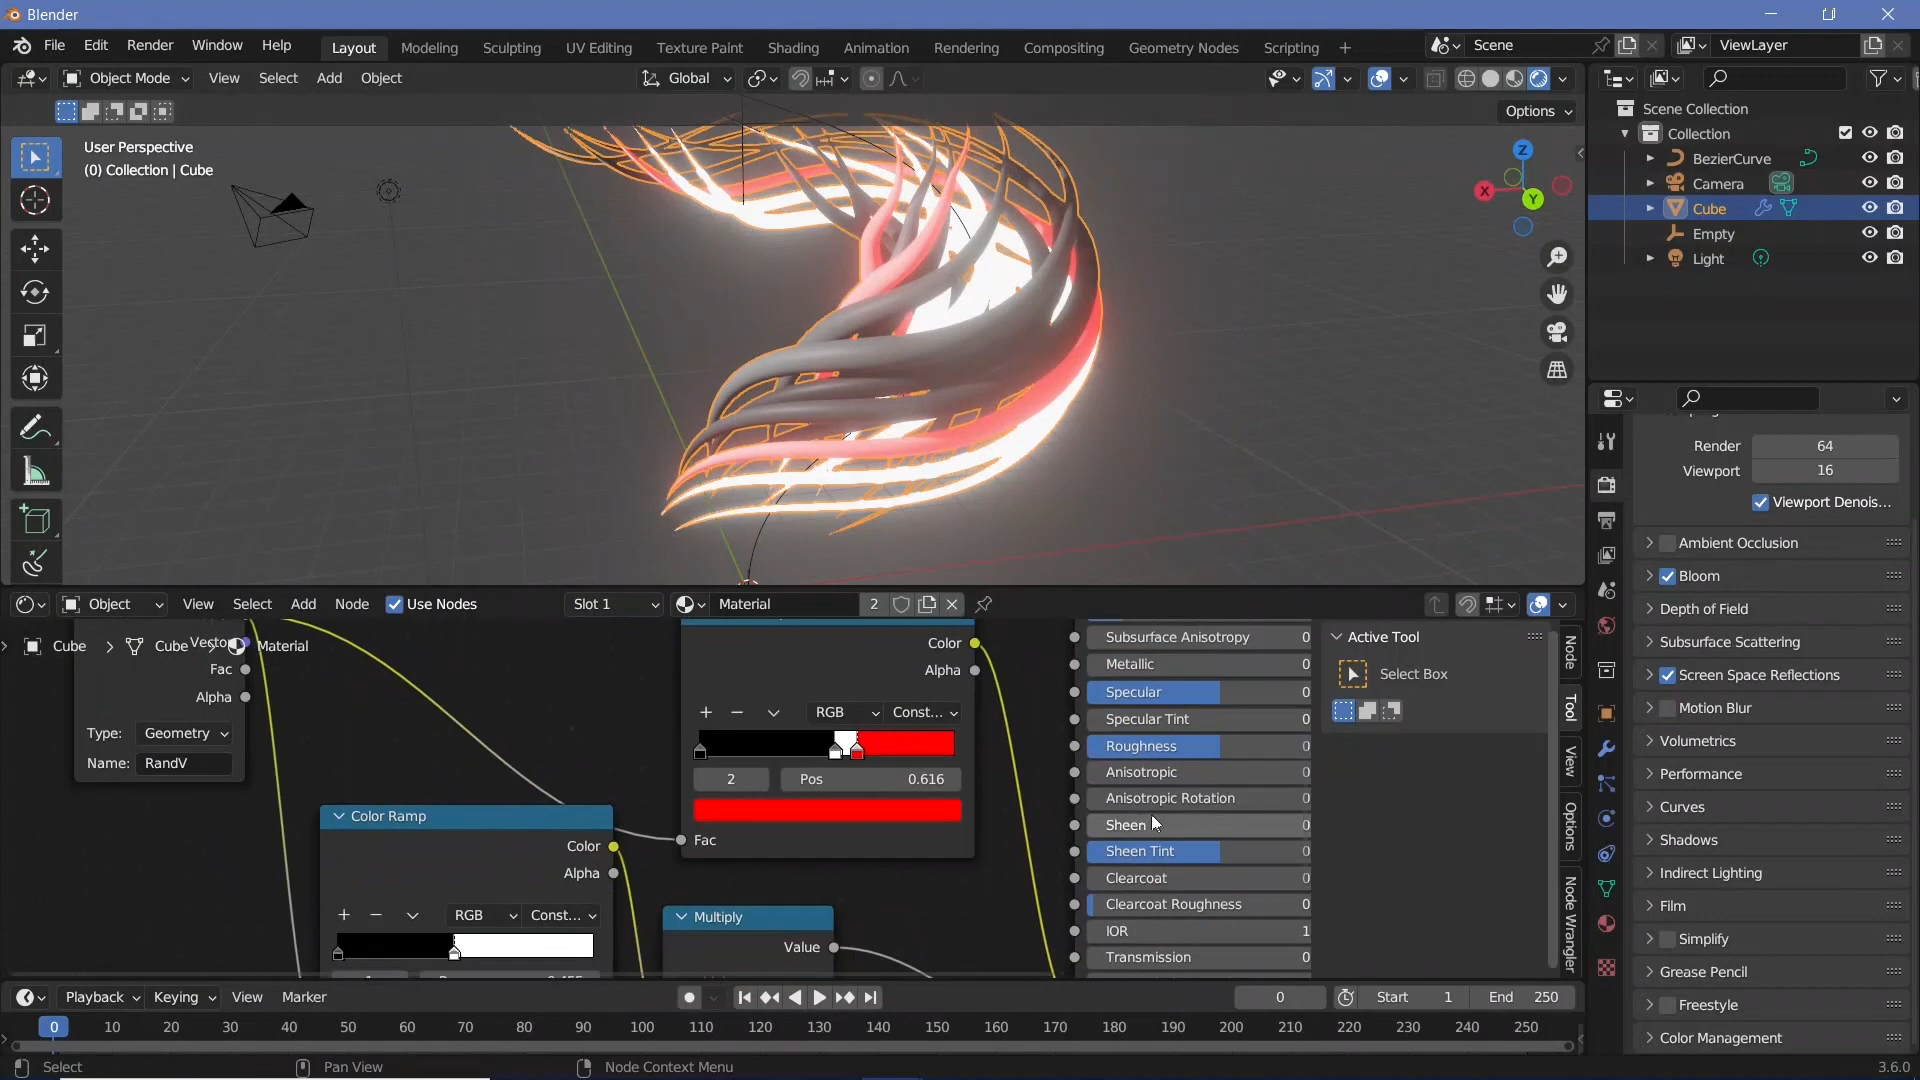 Blender
File Edit Render Window Help Layout Modeling Sculpting UV Editing Texture Paint Shading Animation Rendering Compositing Geometry Nodes Scripting Scene ViewLayer
Object Mode View Select Add Object Global
Options
User Perspective
(0) Collection | Cube
Z
X
Y
Scene Collection
Collection
BezierCurve
Camera
Cube
Empty
Light
Render 64
Viewport 16
Viewport Denois...
Ambient Occlusion
Bloom
Depth of Field
Subsurface Scattering
Screen Space Reflections
Motion Blur
Volumetrics
Performance
Curves
Shadows
Indirect Lighting
Film
Simplify
Grease Pencil
Freestyle
Color Management
Object View Select Add Node Use Nodes Slot 1 Material 2
Cube Cube Material
Vector
Fac
Alpha
Type: Geometry
Name: RandV
Color Ramp
Color
Alpha
RGB Const...
Color
Alpha
RGB Const...
2 Pos 0.616
Fac
Multiply
Value
Subsurface Anisotropy 0
Metallic 0
Specular 0
Specular Tint 0
Roughness 0
Anisotropic 0
Anisotropic Rotation 0
Sheen 0
Sheen Tint 0
Clearcoat 0
Clearcoat Roughness 0
IOR 1
Transmission 0
Active Tool
Select Box
Node
Tool
View
Options
Node Wrangler
Playback Keying View Marker 0 Start 1 End 250
0 10 20 30 40 50 60 70 80 90 100 110 120 130 140 150 160 170 180 190 200 210 220 230 240 250
Select Pan View Node Context Menu 3.6.0